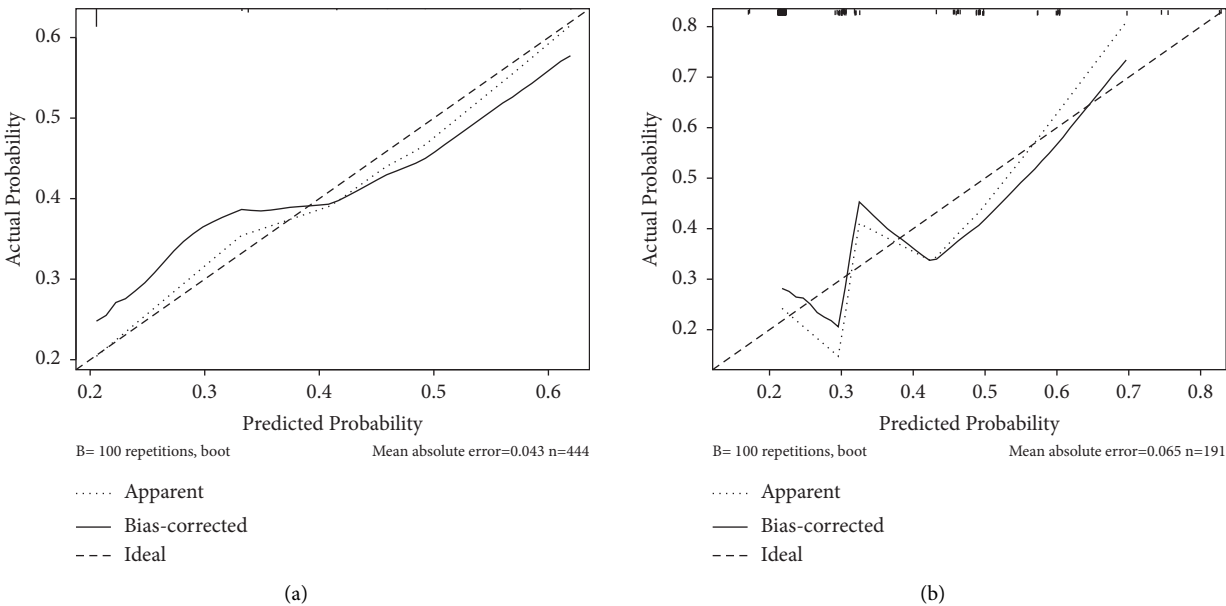 0.6
0.5
0.4
0.3
0.2
Actual Probability
0.2 0.3 0.4 0.5 0.6
Predicted Probability
B= 100 repetitions, boot Mean absolute error=0.043 n=444
Apparent
Bias-corrected
Ideal
(a)
0.8
0.7
0.6
0.5
0.4
0.3
0.2
Actual Probability
0.2 0.3 0.4 0.5 0.6 0.7 0.8
Predicted Probability
B= 100 repetitions, boot Mean absolute error=0.065 n=191
Apparent
Bias-corrected
Ideal
(b)